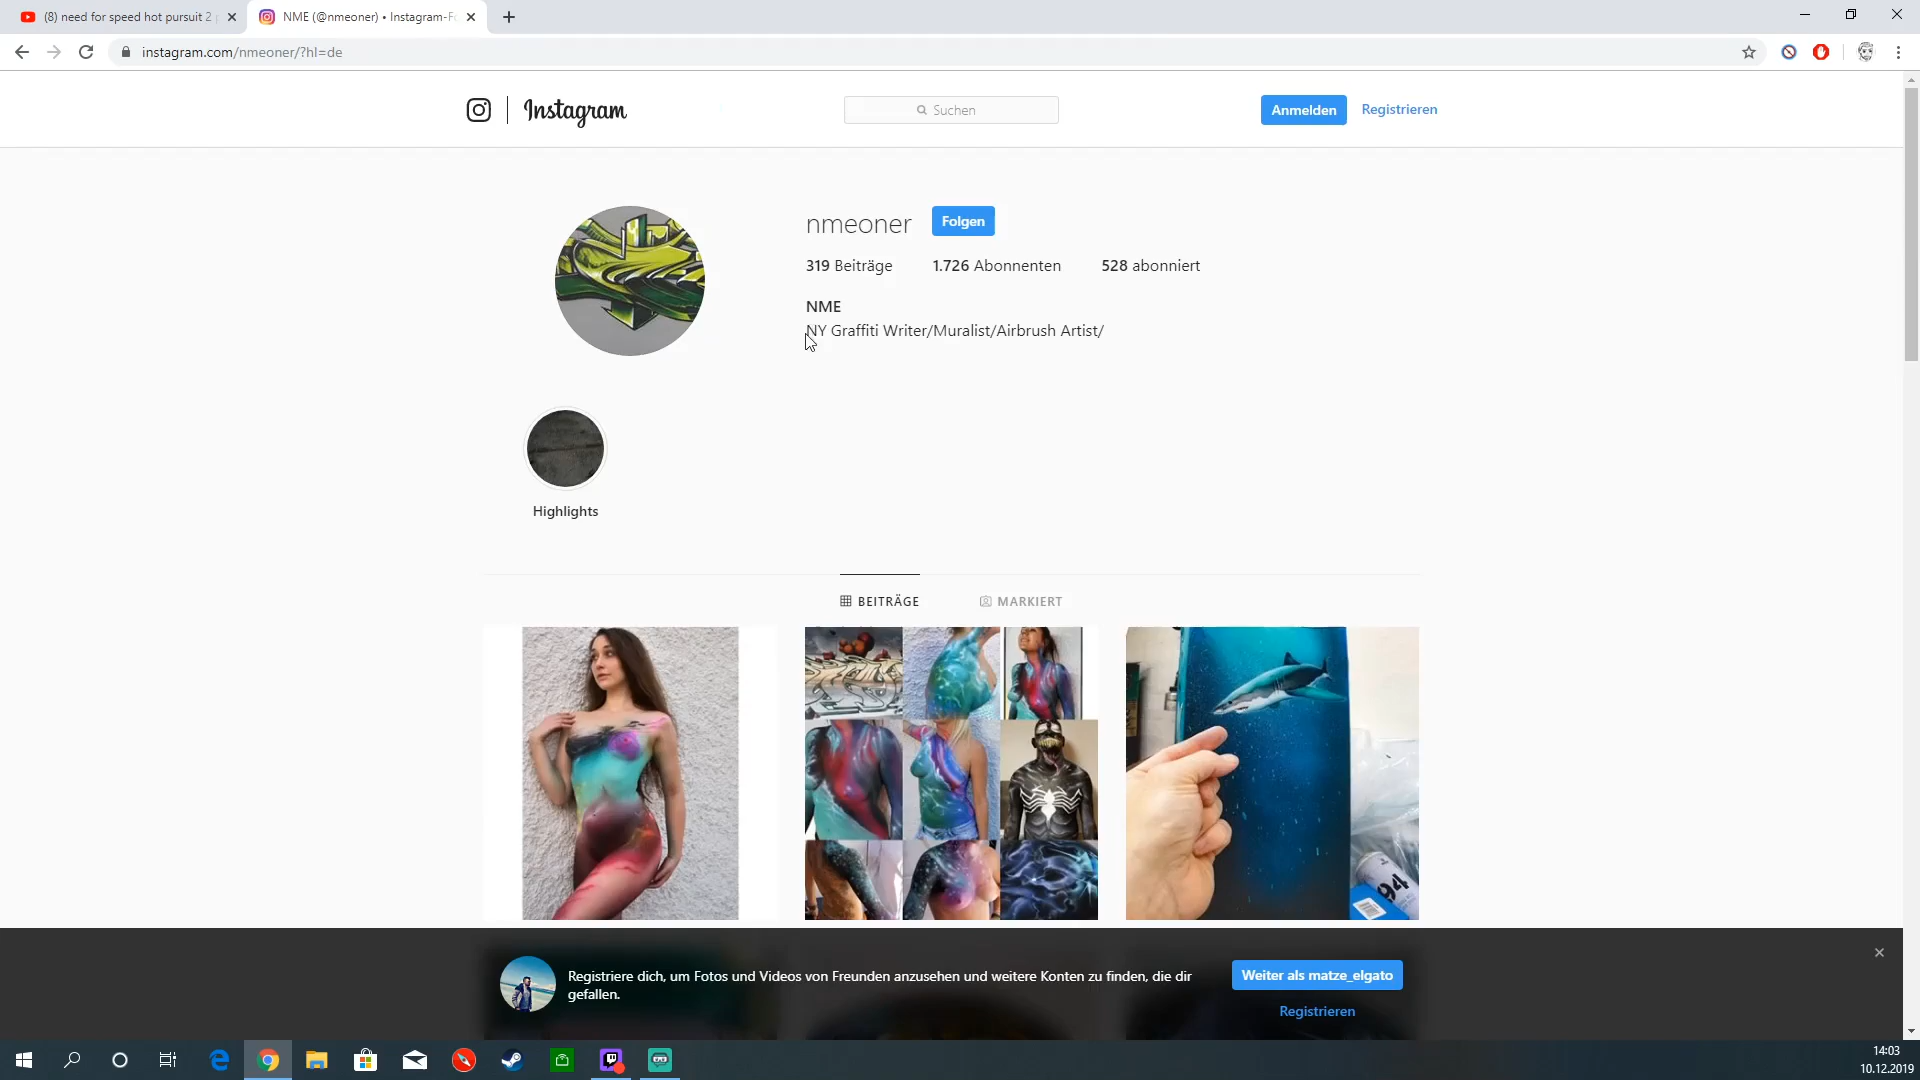 (8) need for speed hot pursuit 2
NME (@nmeoner) • Instagram-Fo
instagram.com/nmeoner/?hl=de
Instagram
Suchen
Anmelden
Registrieren
nmeoner
Folgen
319 Beiträge
1.726 Abonnenten
528 abonniert
NME
NY Graffiti Writer/Muralist/Airbrush Artist/
Highlights
BEITRÄGE
MARKIERT
94
Registriere dich, um Fotos und Videos von Freunden anzusehen und weitere Konten zu finden, die dir
gefallen.
Weiter als matze_elgato
Registrieren
14:03
10.12.2019